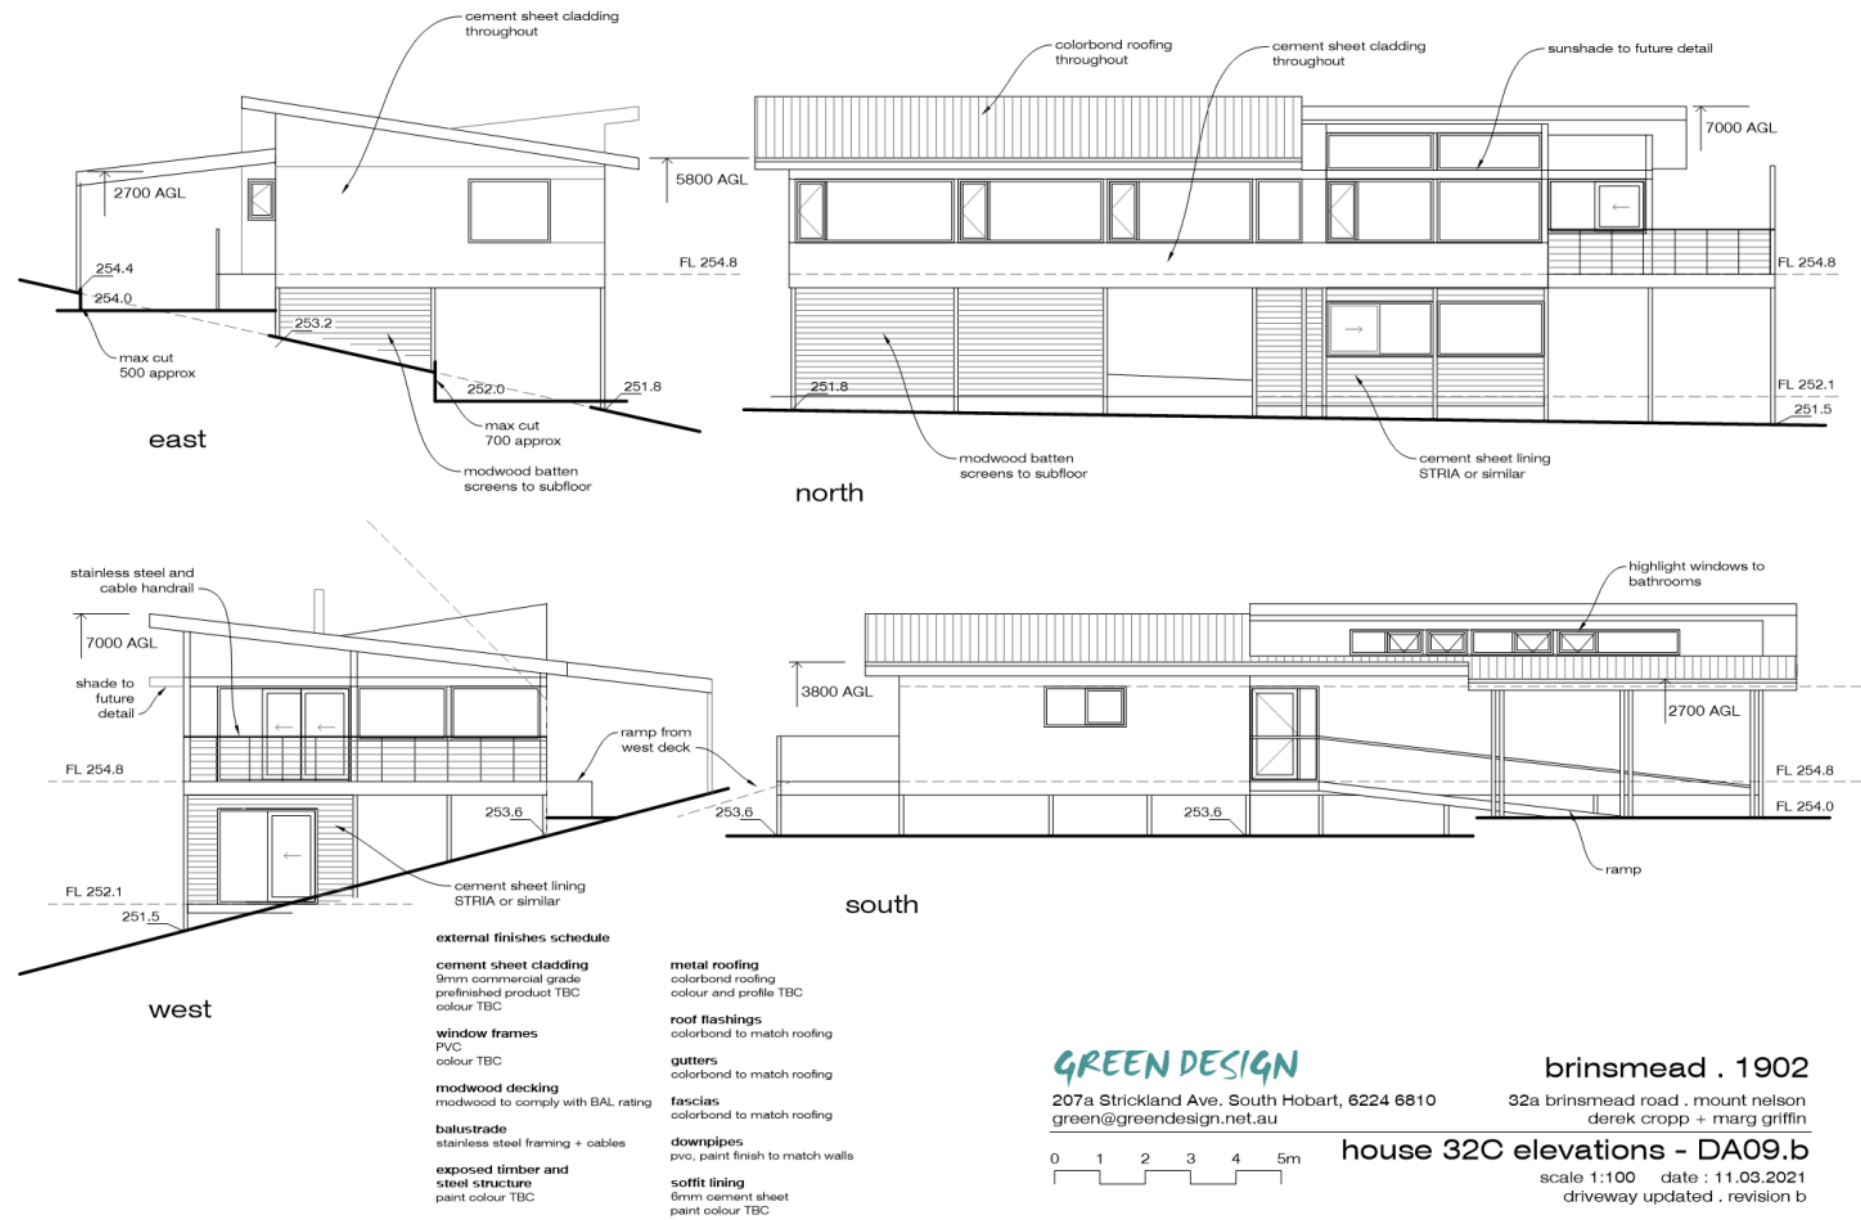 cement sheet cladding
throughout
2700 AGL
5800 AGL
FL 254.8
254.4
254.0
253.2
max cut
500 approx
252.0
251.8
max cut
700 approx
modwood batten
screens to subfloor
east
colorbond roofing
throughout
cement sheet cladding
throughout
sunshade to future detail
7000 AGL
FL 254.8
FL 252.1
251.8
251.5
modwood batten
screens to subfloor
cement sheet lining
STRIA or similar
north
stainless steel and
cable handrail
7000 AGL
shade to
future
detail
ramp from
west deck
FL 254.8
253.6
FL 252.1
251.5
cement sheet lining
STRIA or similar
west
highlight windows to
bathrooms
3800 AGL
2700 AGL
FL 254.8
FL 254.0
253.6
253.6
ramp
south
external finishes schedule
cement sheet cladding
9mm commercial grade
prefinished product TBC
colour TBC
window frames
PVC
colour TBC
modwood decking
modwood to comply with BAL rating
balustrade
stainless steel framing + cables
exposed timber and
steel structure
paint colour TBC
metal roofing
colorbond roofing
colour and profile TBC
roof flashings
colorbond to match roofing
gutters
colorbond to match roofing
fascias
colorbond to match roofing
downpipes
pvc, paint finish to match walls
soffit lining
6mm cement sheet
paint colour TBC
GREEN DESIGN
207a Strickland Ave. South Hobart, 6224 6810
green@greendesign.net.au
brinsmead . 1902
32a brinsmead road . mount nelson
derek cropp + marg griffin
0 1 2 3 4 5m
house 32C elevations - DA09.b
scale 1:100 date : 11.03.2021
driveway updated . revision b